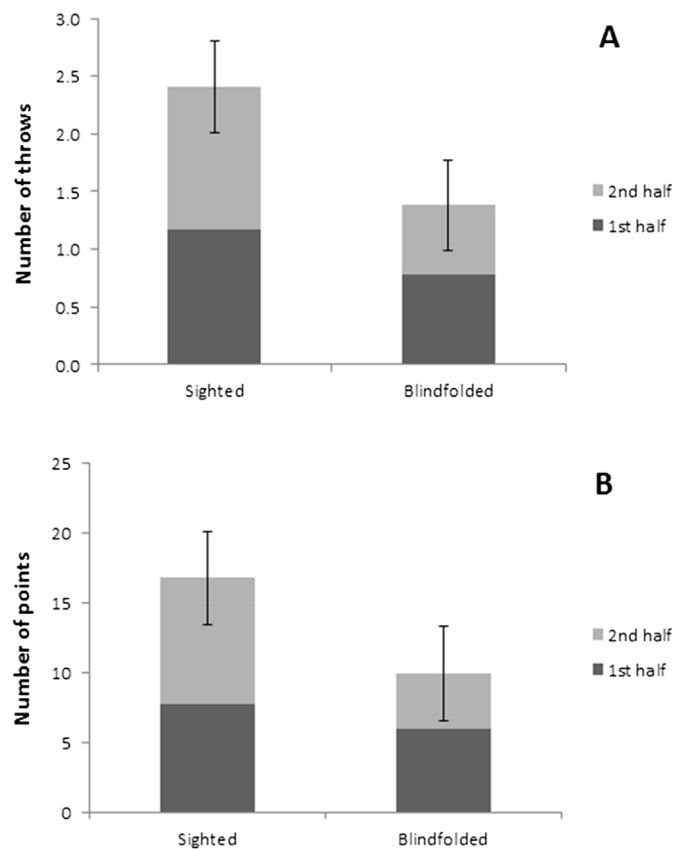 A
Number of throws
3.0
2.5
2.0
1.5
1.0
0.5
0.0
2nd half
1st half
Sighted
Blindfolded
B
Number of points
25
20
15
10
5
0
2nd half
1st half
Sighted
Blindfolded